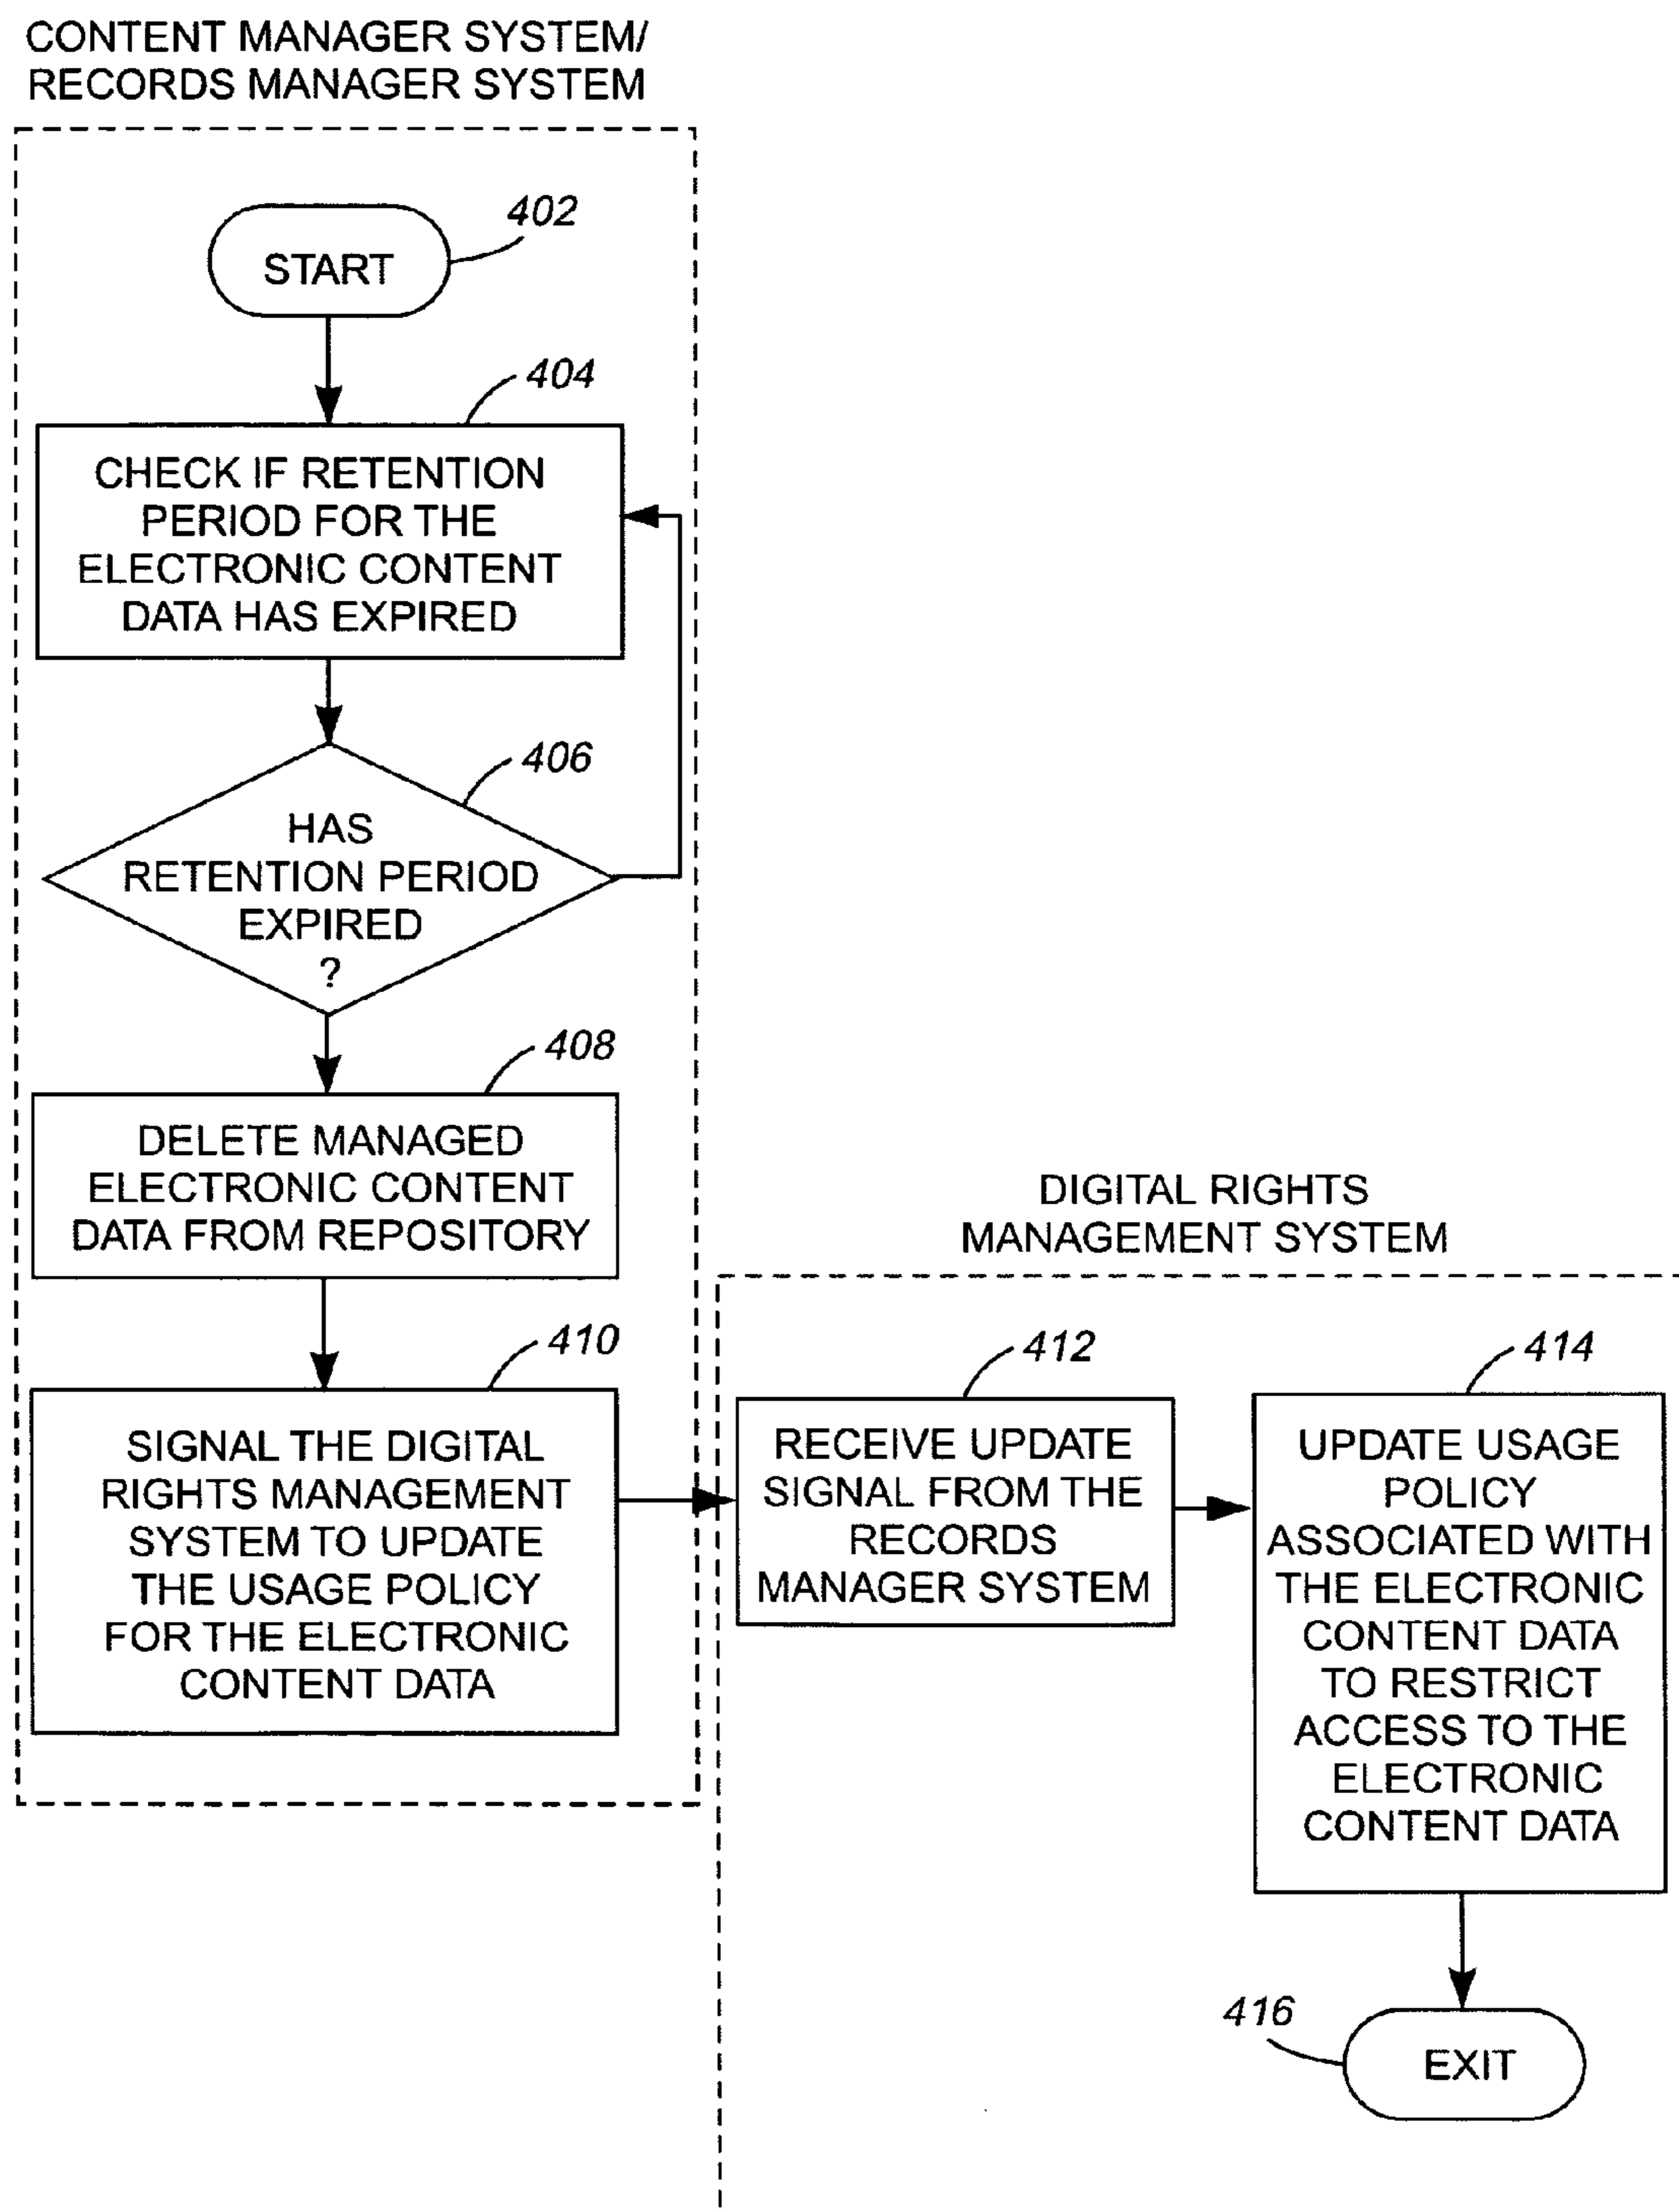 CONTENT MANAGER SYSTEM/
RECORDS MANAGER SYSTEM
402
START
404
CHECK IF RETENTION
PERIOD FOR THE
ELECTRONIC CONTENT
DATA HAS EXPIRED
406
HAS
RETENTION PERIOD
EXPIRED
?
408
DELETE MANAGED
ELECTRONIC CONTENT
DATA FROM REPOSITORY
410
SIGNAL THE DIGITAL
RIGHTS MANAGEMENT
SYSTEM TO UPDATE
THE USAGE POLICY
FOR THE ELECTRONIC
CONTENT DATA
DIGITAL RIGHTS
MANAGEMENT SYSTEM
412
RECEIVE UPDATE
SIGNAL FROM THE
RECORDS
MANAGER SYSTEM
414
UPDATE USAGE
POLICY
ASSOCIATED WITH
THE ELECTRONIC
CONTENT DATA
TO RESTRICT
ACCESS TO THE
ELECTRONIC
CONTENT DATA
416
EXIT